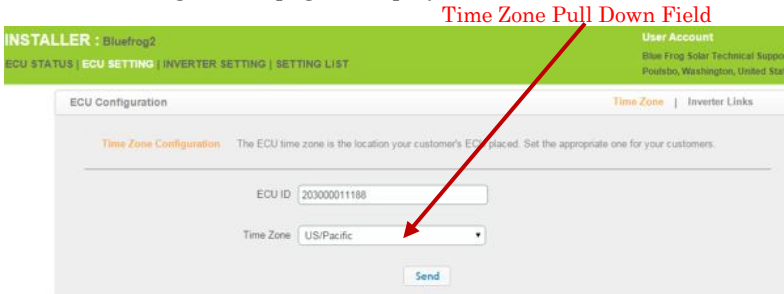 Time Zone Pull Down Field
INSTALLER : Bluefrog2
User Account
ECU STATUS | ECU SETTING | INVERTER SETTING | SETTING LIST
Blue Frog Solar Technical Suppo
Poulsbo, Washington, United Stat
ECU Configuration
Time Zone | Inverter Links
Time Zone Configuration The ECU time zone is the location your customer's ECU placed. Set the appropriate one for your customers.
ECU ID 203000011188
Time Zone US/Pacific
Send